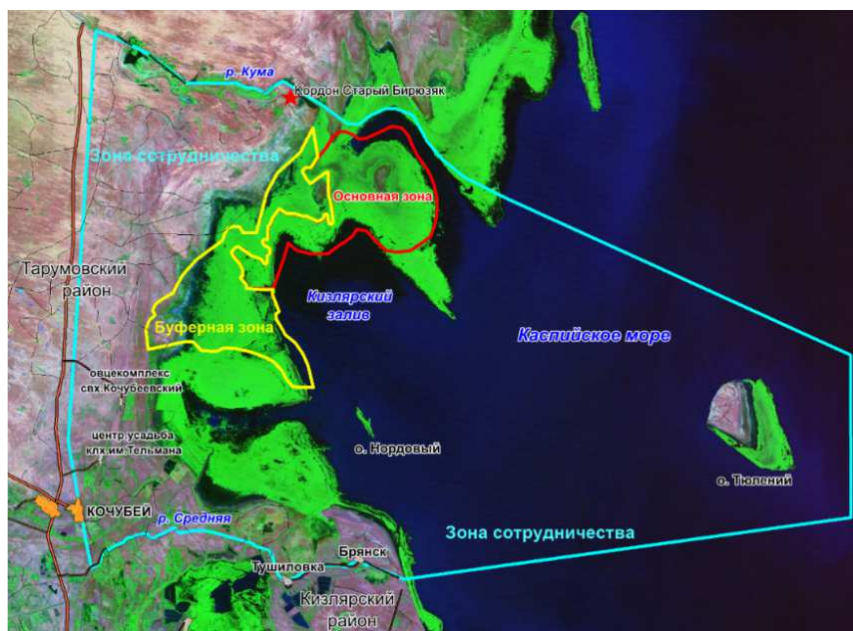 р. Кума
Кордон Старый Бирюзяк
Зона сотрудничества
Основная зона
Тарумовский
район
Кизлярский
залив
Буферная зона
Каспийское море
овцекомплекс
свх.Кочубеевский
центр.усадьба
клх.им.Тельмана
о. Нордовый
о. Тюлений
КОЧУБЕЙ
р. Средняя
Зона сотрудничества
Брянск
Тушиловка
Кизлярский
район